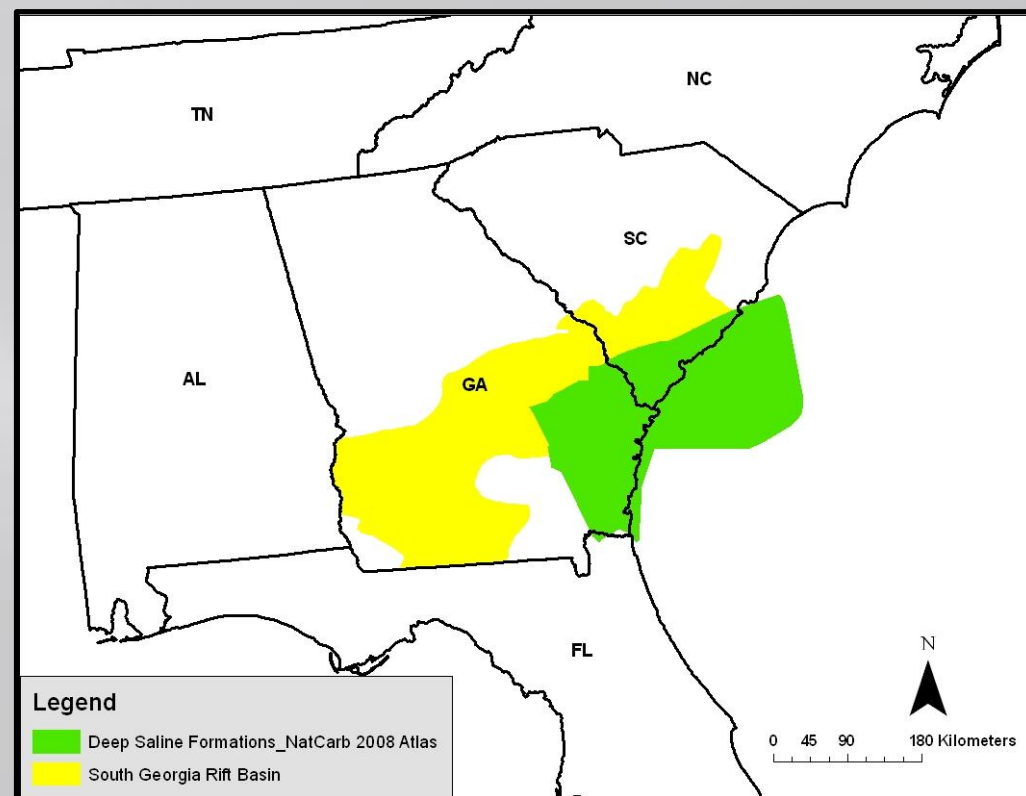 TN
NC
SC
AL
GA
FL
N
0 45 90 180 Kilometers
Legend
Deep Saline Formations_NatCarb 2008 Atlas
South Georgia Rift Basin